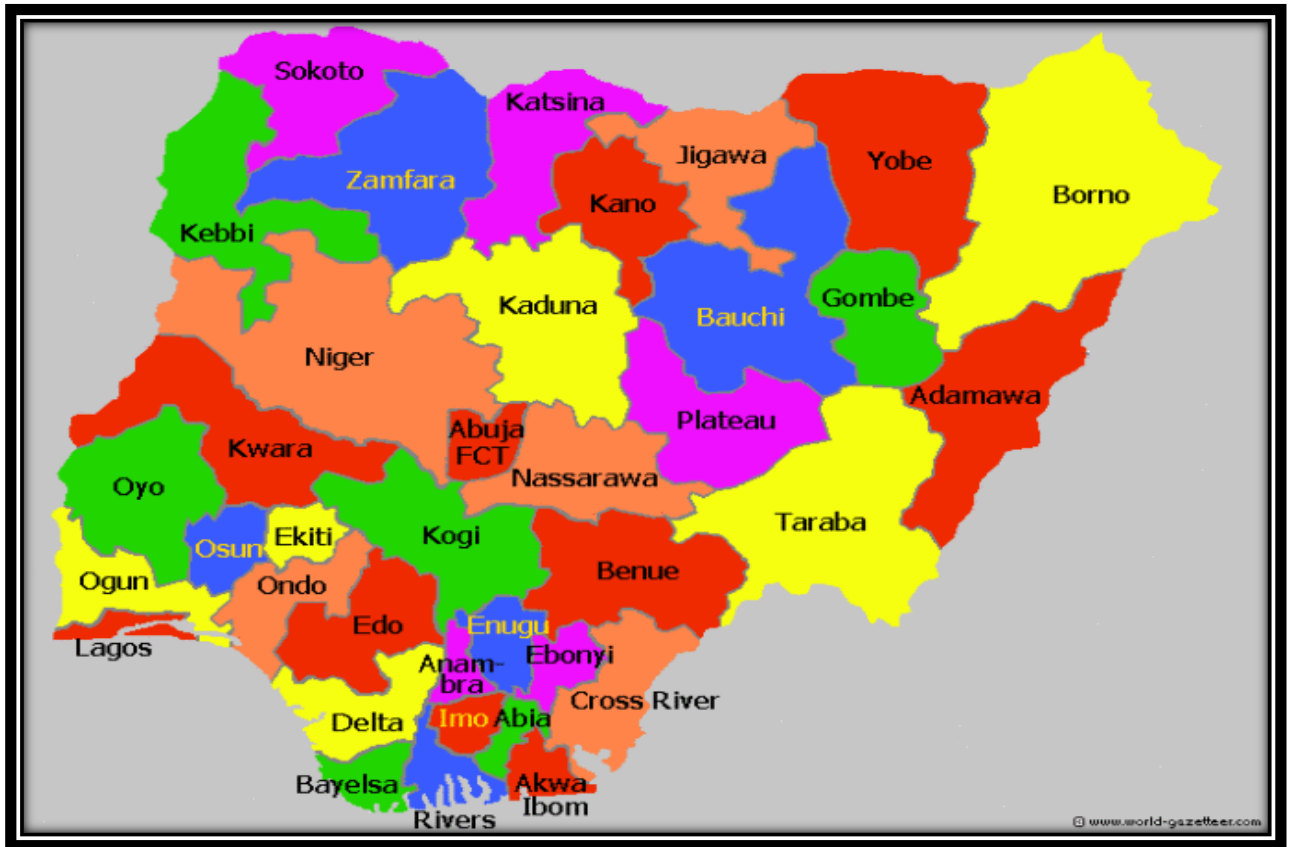 Sokoto
Katsina
Jigawa
Yobe
Zamfara
Borno
Kano
Kebbi
Gombe
Kaduna
Bauchi
Niger
Adamawa
Plateau
Abuja
FCT
Kwara
Nassarawa
Oyo
Taraba
Kogi
Osun
Ekiti
Benue
Ogun
Ondo
Edo
Enugu
Lagos
Ebonyi
Anam-
bra
Cross River
Delta
Imo
Abia
Bayelsa
Akwa
Ibom
Rivers
© www.world-gazetteer.com